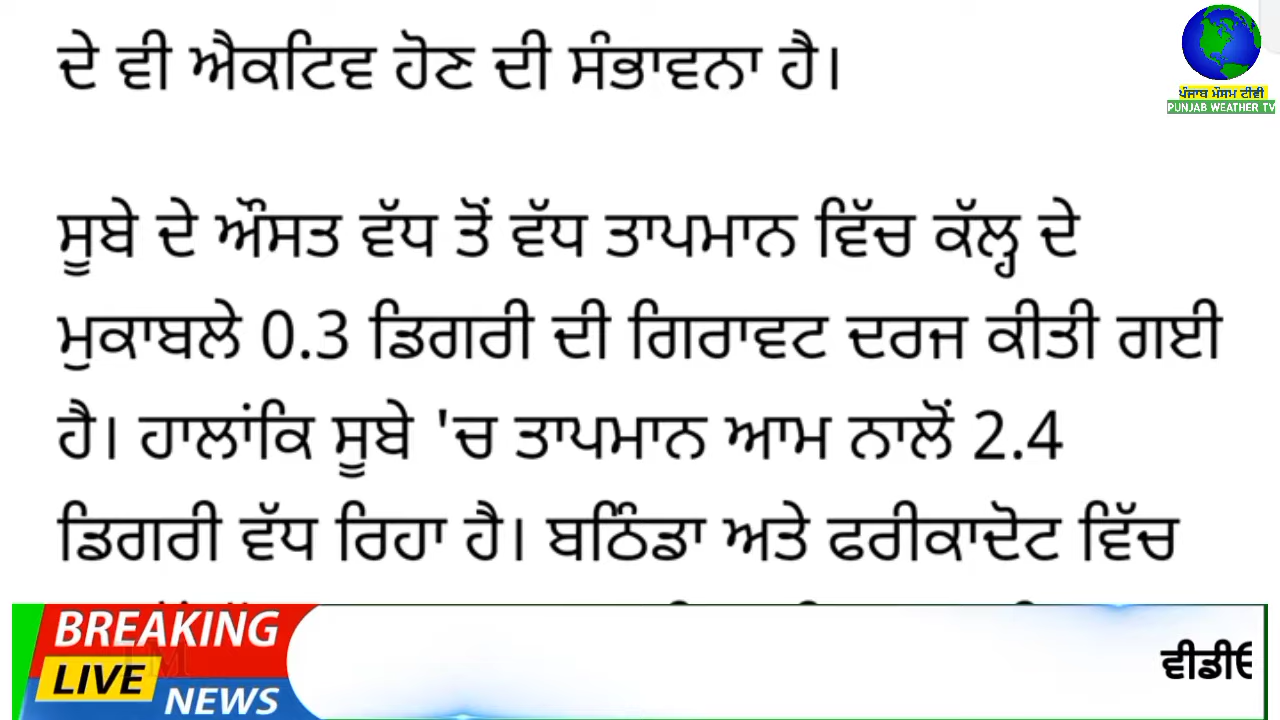 ਦੇ ਵੀ ਐਕਟਿਵ ਹੋਣ ਦੀ ਸੰਭਾਵਨਾ ਹੈ।
ਪੰਜਾਬ ਮੌਸਮ ਟੀਵੀ
PUNJAB WEATHER TV
ਸੂਬੇ ਦੇ ਔਸਤ ਵੱਧ ਤੋਂ ਵੱਧ ਤਾਪਮਾਨ ਵਿੱਚ ਕੱਲ੍ਹ ਦੇ
ਮੁਕਾਬਲੇ 0.3 ਡਿਗਰੀ ਦੀ ਗਿਰਾਵਟ ਦਰਜ ਕੀਤੀ ਗਈ
ਹੈ। ਹਾਲਾਂਕਿ ਸੂਬੇ 'ਚ ਤਾਪਮਾਨ ਆਮ ਨਾਲੋਂ 2.4
ਡਿਗਰੀ ਵੱਧ ਰਿਹਾ ਹੈ। ਬਠਿੰਡਾ ਅਤੇ ਫਰੀਕਾਦੋਟ ਵਿੱਚ
BREAKING
LIVE
NEWS